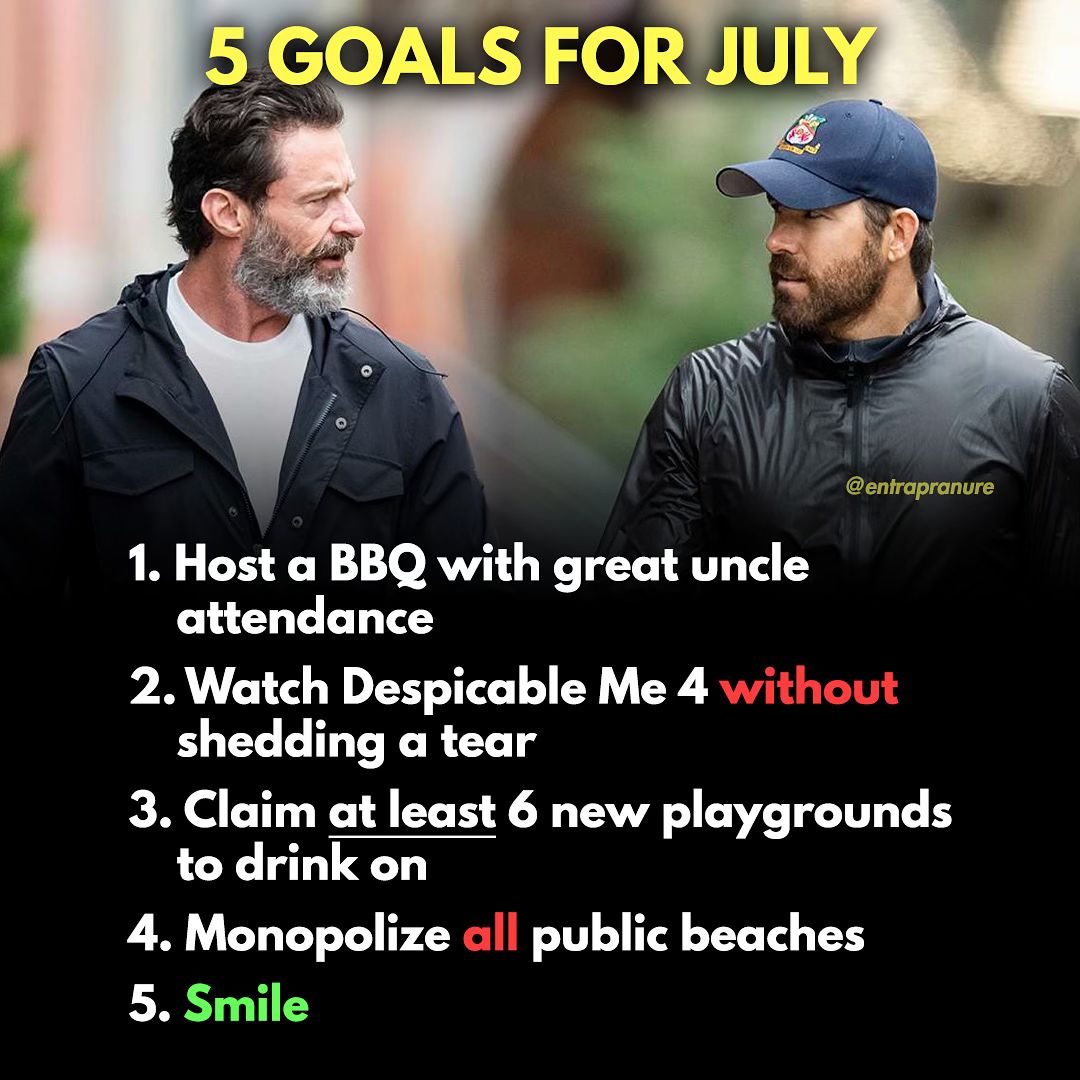 5 GOALS FOR JULY
@entrapranure
1. Host a BBQ with great uncle
attendance
2. Watch Despicable Me 4 without
shedding a tear
3. Claim at least 6 new playgrounds
to drink on
4. Monopolize all public beaches
5. Smile